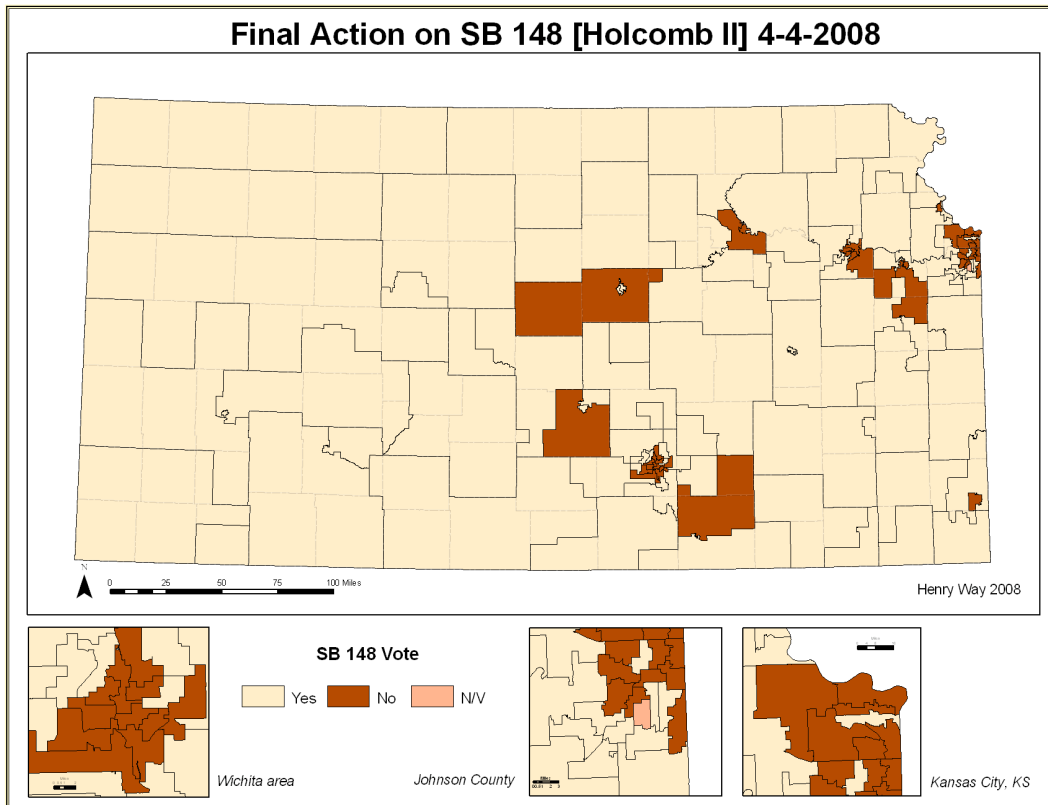 Final Action on SB 148 [Holcomb II] 4-4-2008
N
0 25 50 75 100 Miles
Henry Way 2008
SB 148 Vote
Yes No N/V
Wichita area
Johnson County
Kansas City, KS